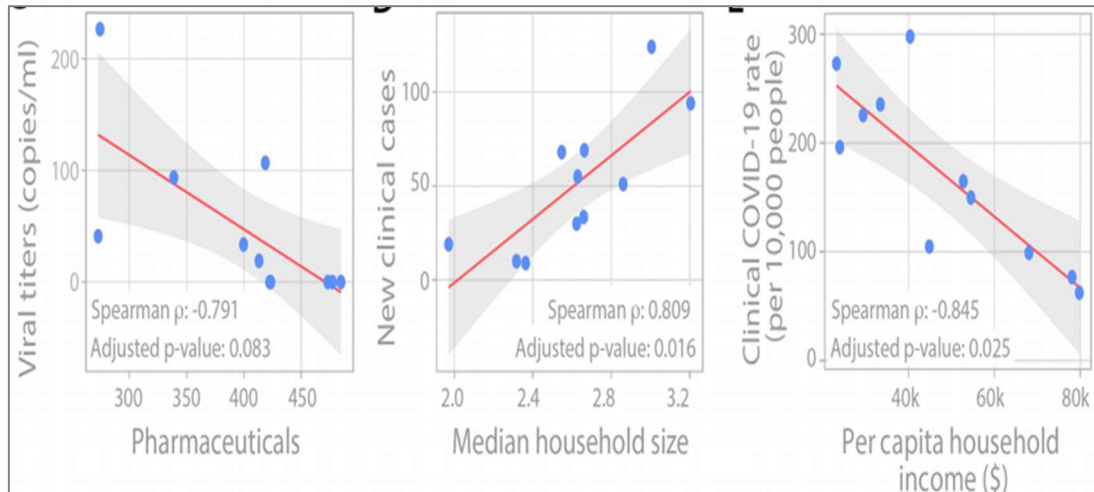 D
E
Viral titers (copies/ml)
200
100
0
Spearman ρ: -0.791
Adjusted p-value: 0.083
300
350
400
450
Pharmaceuticals
New clinical cases
100
50
0
Spearman ρ: 0.809
Adjusted p-value: 0.016
2.0
2.4
2.8
3.2
Median household size
Clinical COVID-19 rate
(per 10,000 people)
300
200
100
0
Spearman ρ: -0.845
Adjusted p-value: 0.025
40k
60k
80k
Per capita household
income ($)